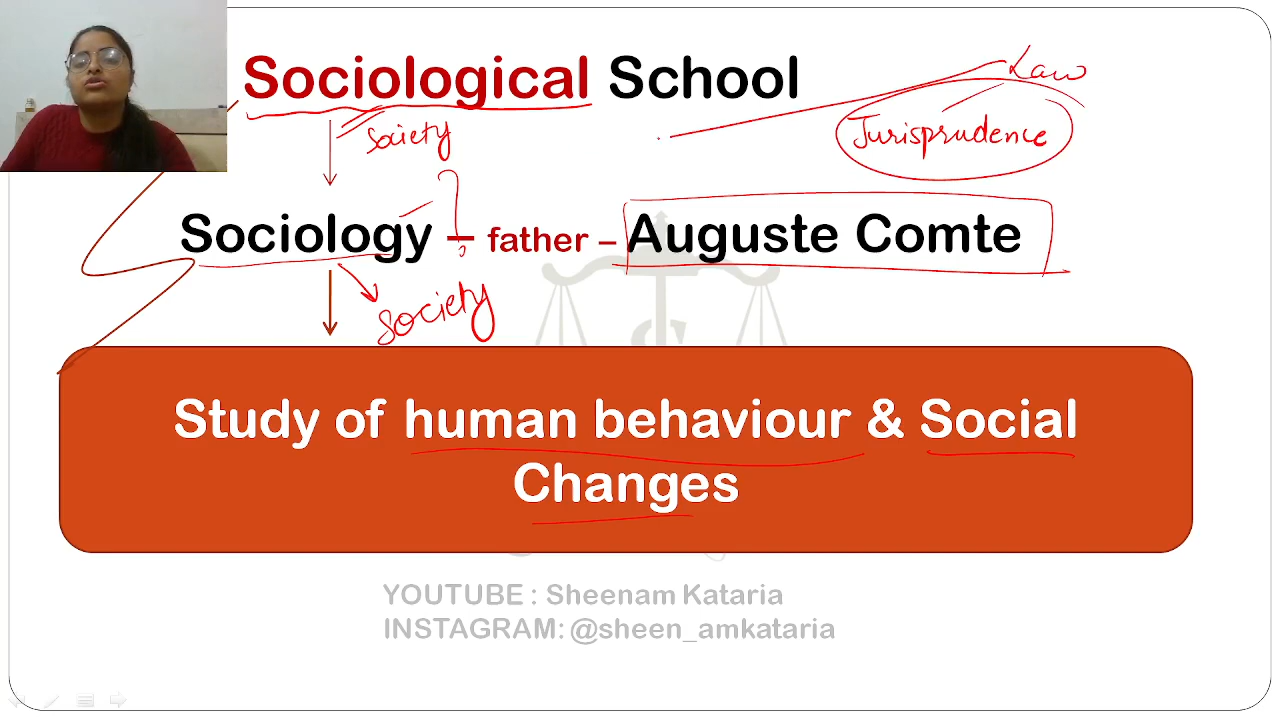 Sociological School
Law
Society
Jurisprudence
Sociology – father – Auguste Comte
Society
Study of human behaviour & Social
Changes
YOUTUBE : Sheenam Kataria
INSTAGRAM: @sheen_amkataria